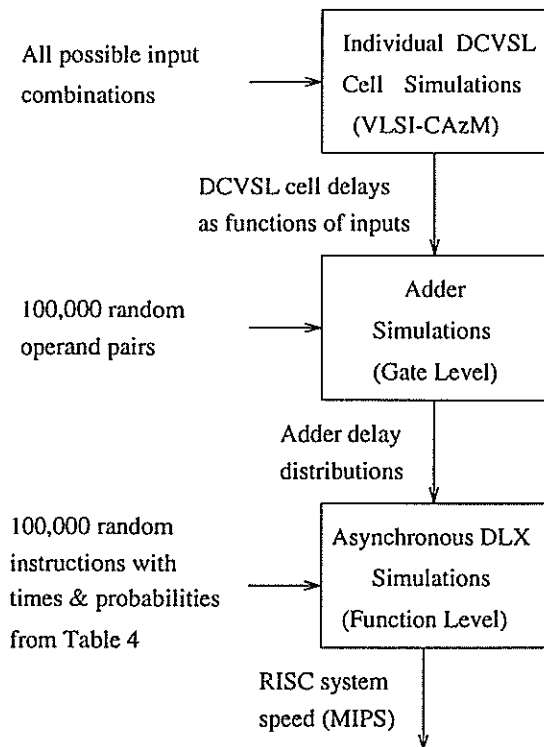 All possible input
combinations
Individual DCVSL
Cell Simulations
(VLSI-CAzM)
DCVSL cell delays
as functions of inputs
100,000 random
operand pairs
Adder
Simulations
(Gate Level)
Adder delay
distributions
100,000 random
instructions with
times & probabilities
from Table 4
Asynchronous DLX
Simulations
(Function Level)
RISC system
speed (MIPS)